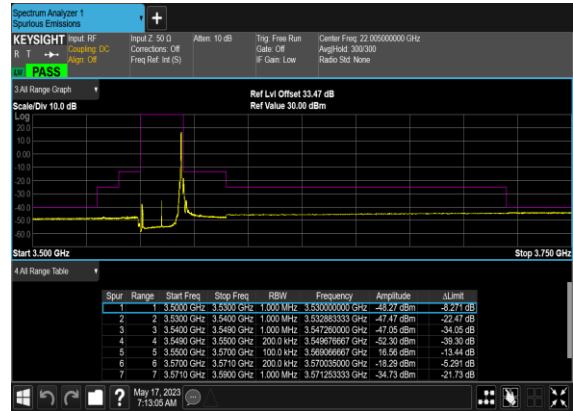 Spectrum Analyzer 1
Spurious Emissions
+
KEYSIGHT Input: RF Input Z: 50 Ω Atten: 10 dB Trig: Free Run Center Freq: 22.005000000 GHz
R T Coupling: DC Corrections: Off Gate: Off Avg|Hold: 300/300
Align: Off Freq Ref: Int (S) IF Gain: Low Radio Std: None
PASS
3 All Range Graph
Ref Lvl Offset 33.47 dB
Scale/Div 10.0 dB Ref Value 30.00 dBm
Log
20.0
10.0
0.00
-10.0
-20.0
-30.0
-40.0
-50.0
-60.0
Start 3.500 GHz Stop 3.750 GHz
4 All Range Table
Spur Range Start Freq Stop Freq RBW Frequency Amplitude ΔLimit
1 1 3.5000 GHz 3.5300 GHz 1.000 MHz 3.530000000 GHz -48.27 dBm -8.271 dB
2 2 3.5300 GHz 3.5400 GHz 1.000 MHz 3.532883333 GHz -47.47 dBm -22.47 dB
3 3 3.5400 GHz 3.5490 GHz 1.000 MHz 3.547260000 GHz -47.05 dBm -34.05 dB
4 4 3.5490 GHz 3.5500 GHz 200.0 kHz 3.549676667 GHz -52.30 dBm -39.30 dB
5 5 3.5500 GHz 3.5700 GHz 100.0 kHz 3.569066667 GHz 16.56 dBm -13.44 dB
6 6 3.5700 GHz 3.5710 GHz 200.0 kHz 3.570035000 GHz -18.29 dBm -5.291 dB
7 7 3.5710 GHz 3.5900 GHz 1.000 MHz 3.571253333 GHz -34.73 dBm -21.73 dB
? May 17, 2023
7:13:05 AM